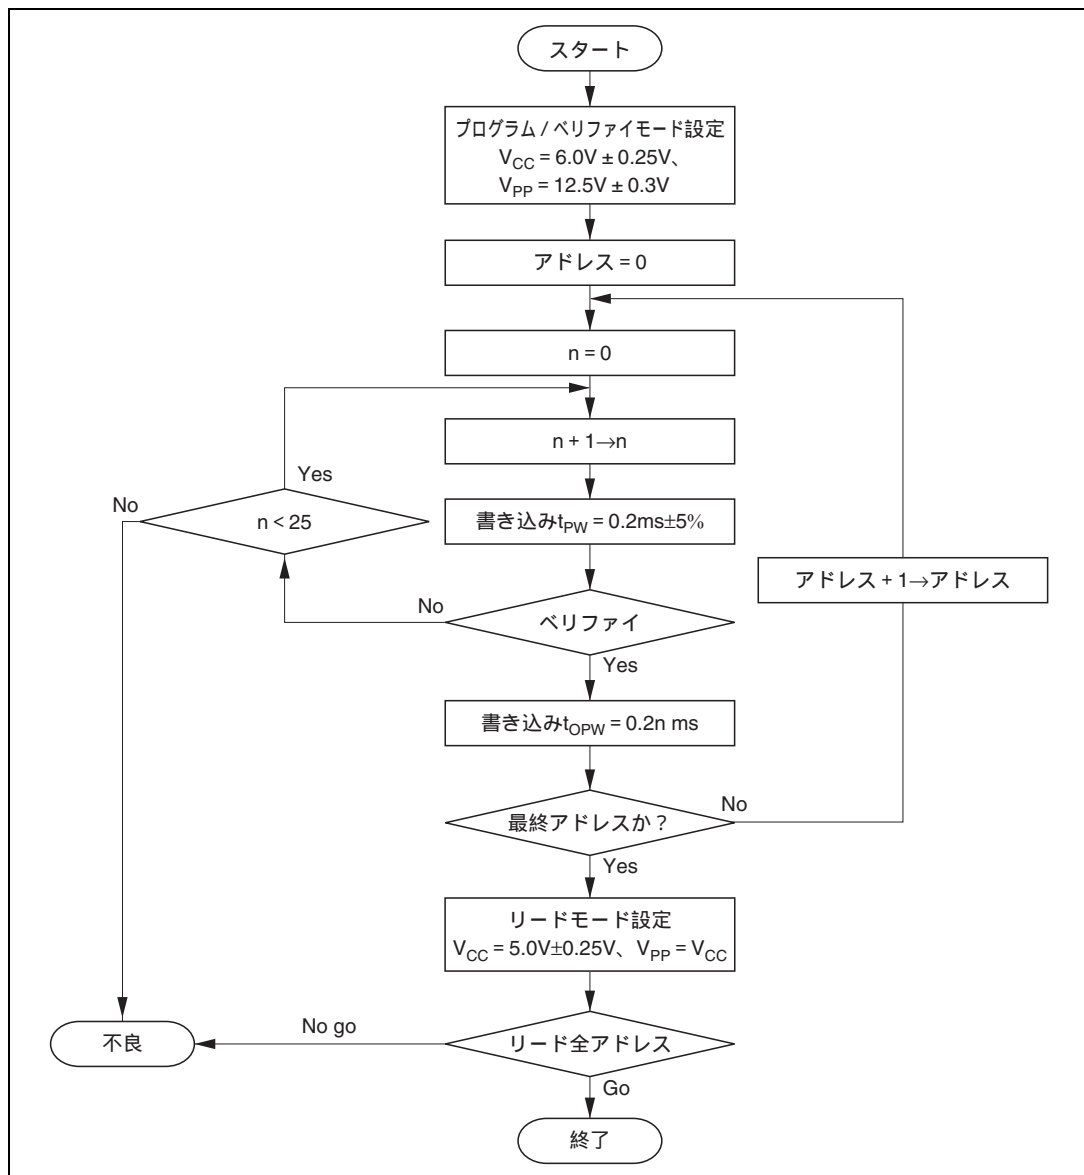 スタート
プログラム / ベリファイモード設定
VCC = 6.0V ± 0.25V、
VPP = 12.5V ± 0.3V
アドレス = 0
n = 0
n + 1→n
Yes
No
n < 25
書き込みtPW = 0.2ms±5%
アドレス + 1→アドレス
No
ベリファイ
Yes
書き込みtOPW = 0.2n ms
最終アドレスか？
No
Yes
リードモード設定
VCC = 5.0V±0.25V、VPP = VCC
不良
No go
リード全アドレス
Go
終了